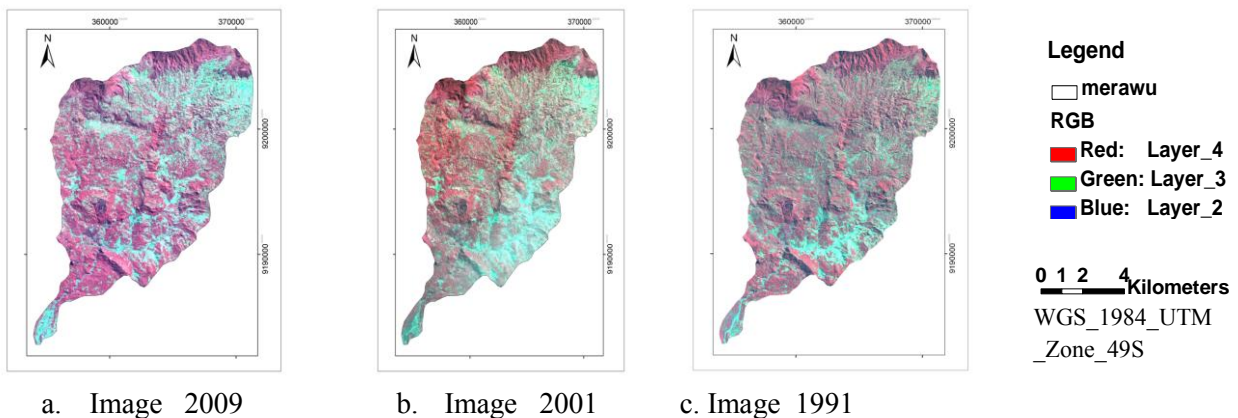 360000 370000
N
9200000
9190000
a. Image 2009
360000 370000
N
9200000
9190000
b. Image 2001
360000 370000
N
9200000
9190000
c. Image 1991
Legend
merawu
RGB
Red: Layer_4
Green: Layer_3
Blue: Layer_2
0 1 2 4
Kilometers
WGS_1984_UTM
_Zone_49S